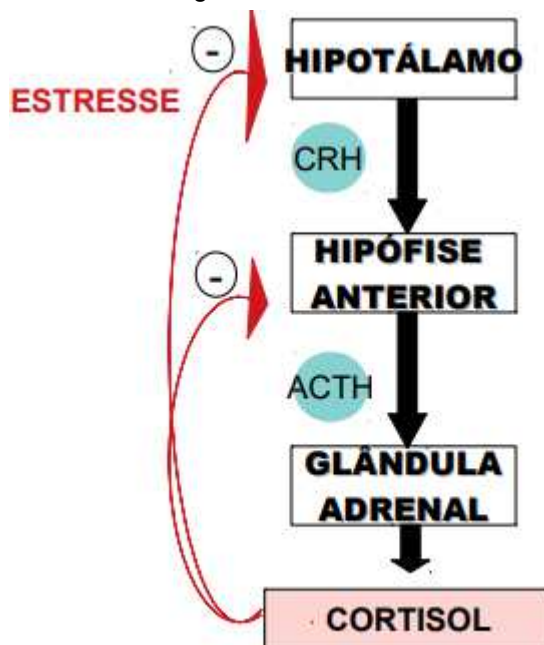 -
HIPOTÁLAMO
ESTRESSE
CRH
-
HIPÓFISE
ANTERIOR
ACTH
GLÂNDULA
ADRENAL
CORTISOL